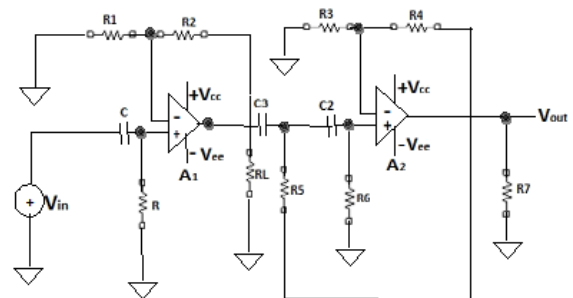 R1 R2 R3 R4
+Vcc +Vcc
C C3 C2
- - 
+ +
Vout
-Vee -Vee
A1 A2
Vin + R RL R5 R6 R7